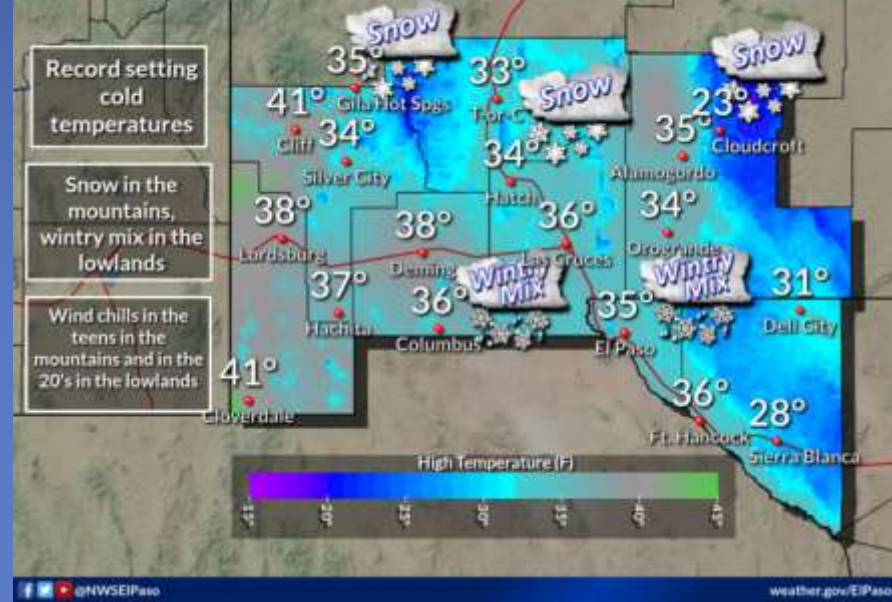 Record setting
cold
temperatures
Snow in the
mountains,
wintry mix in the
lowlands
Wind chills in the
teens in the
mountains and in the
20's in the lowlands
Snow
35°
Gila Hot Spgs
33°
T-or-C
Snow
Snow
23°
Cloudcroft
41°
Cliff
34°
Silver City
34°
Hatch
35°
Alamogordo
38°
Lordsburg
38°
Deming
36°
Las Cruces
34°
Orogrande
37°
Hachita
36°
Columbus
Wintry
Mix
35°
El Paso
Wintry
Mix
31°
Dell City
41°
Cloverdale
36°
Ft. Hancock
28°
Sierra Blanca
High Temperature (F)
15°
20°
25°
30°
35°
40°
45°
@NWSElPaso
weather.gov/ElPaso